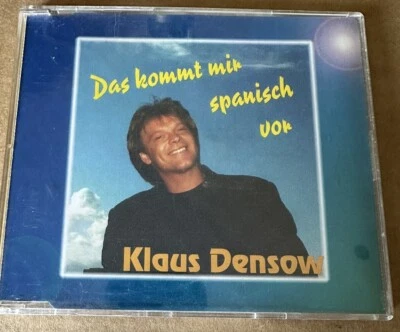 Das kommt mir
spanisch
vor
Klaus Densow